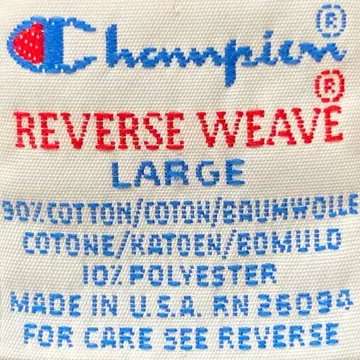 Champion®
REVERSE WEAVE®
LARGE
90% COTTON/COTON/BAUMWOLLE
COTONE/KATOEN/BOMULD
10% POLYESTER
MADE IN U.S.A. RN 26094
FOR CARE SEE REVERSE